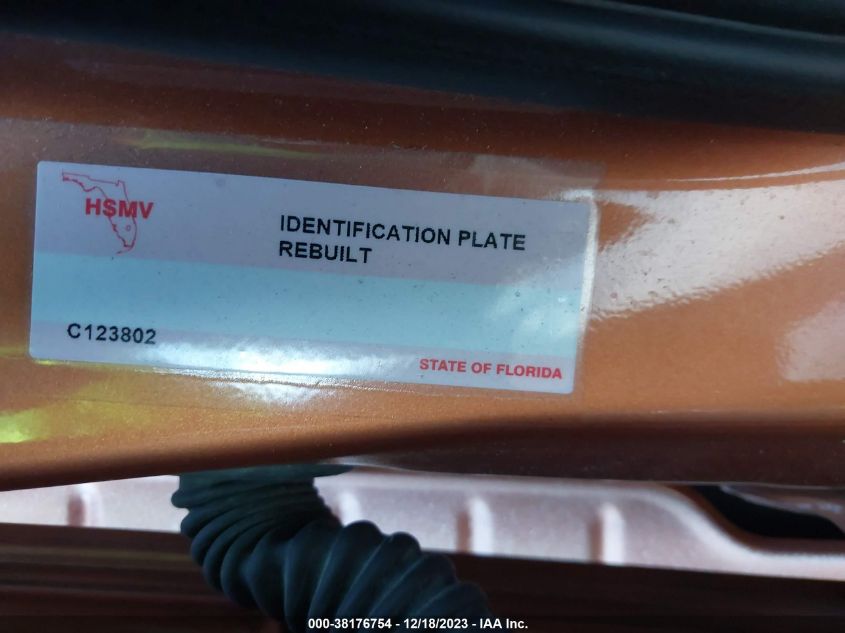 HSMV
IDENTIFICATION PLATE
REBUILT
C123802
STATE OF FLORIDA
000-38176754 - 12/18/2023 - IAA Inc.